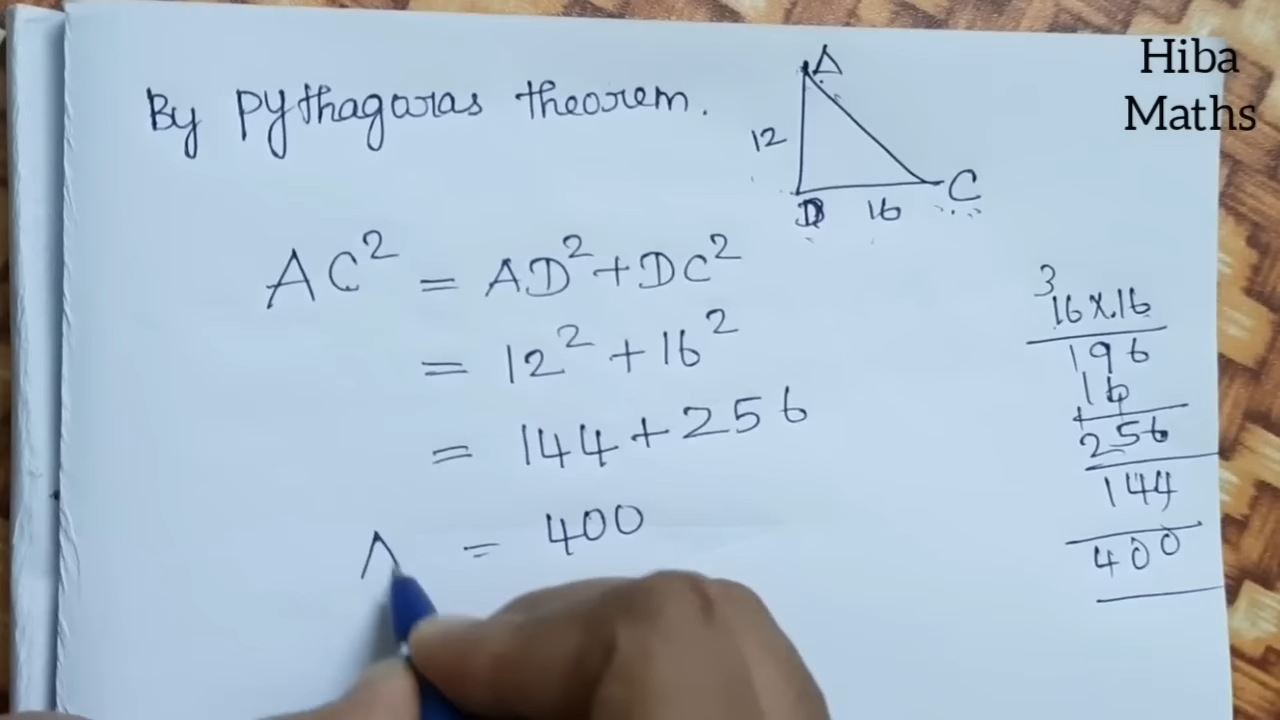 Hiba
Maths
By Pythagoras theorem.
A
12
D 16 C
AC² = AD² + DC²
= 12² + 16²
= 144 + 256
A = 400
3
16×16
196
16
+
256
144
400